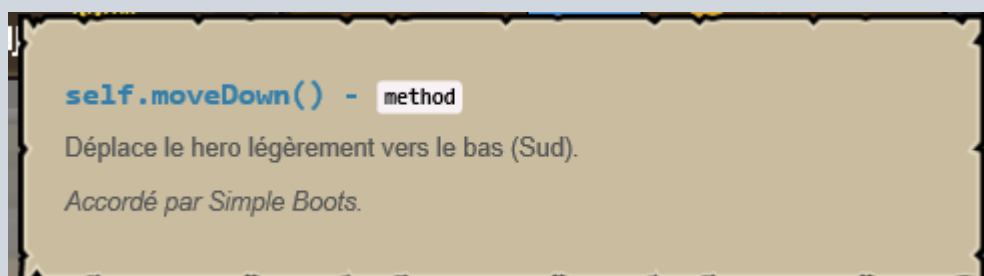 self.moveDown() - method
Déplace le hero légèrement vers le bas (Sud).
Accordé par Simple Boots.